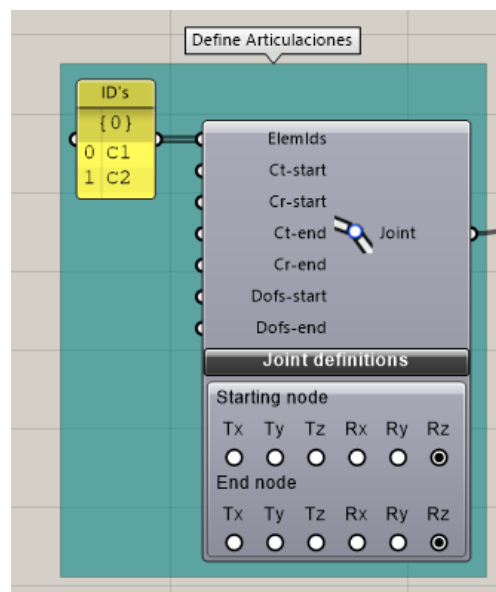 Define Articulaciones
ID's
{0}
0 C1
1 C2
ElemIds
Ct-start
Cr-start
Ct-end
Joint
Cr-end
Dofs-start
Dofs-end
Joint definitions
Starting node
Tx Ty Tz Rx Ry Rz
End node
Tx Ty Tz Rx Ry Rz